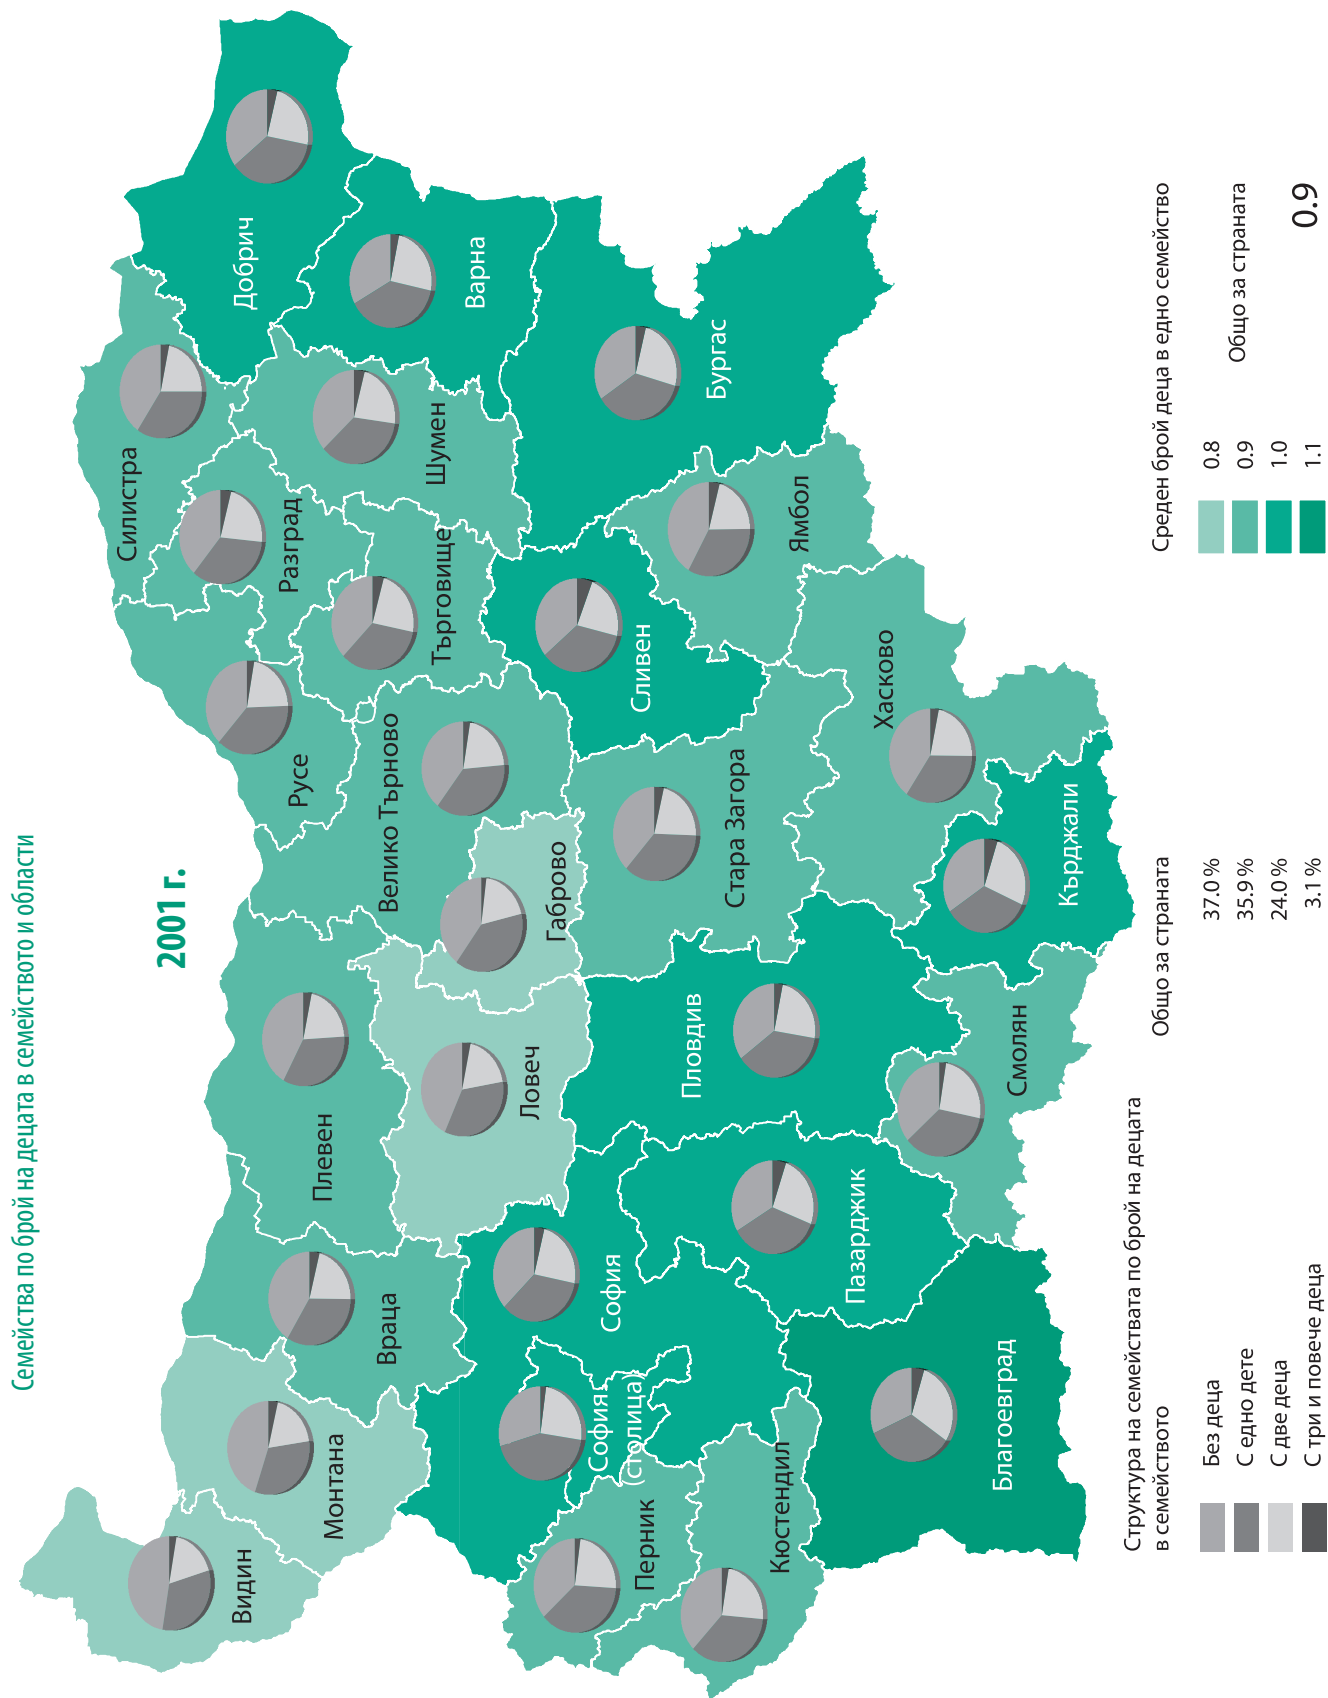 Семейства по брой на децата в семейството и области
2001 г.
Видин
Монтана
Враца
Плевен
Ловеч
Габрово
Велико Търново
Русе
Силистра
Разград
Търговище
Шумен
Добрич
Варна
Бургас
Сливен
Ямбол
Стара Загора
Хасково
Кърджали
Пловдив
Смолян
Пазарджик
София
София
(столица)
Перник
Кюстендил
Благоевград
Структура на семействата по брой на децата
в семейството
Общо за страната
Без деца 37.0 %
С едно дете 35.9 %
С две деца 24.0 %
С три и повече деца 3.1 %
Среден брой деца в едно семейство
0.8
0.9
1.0
1.1
Общо за страната
0.9